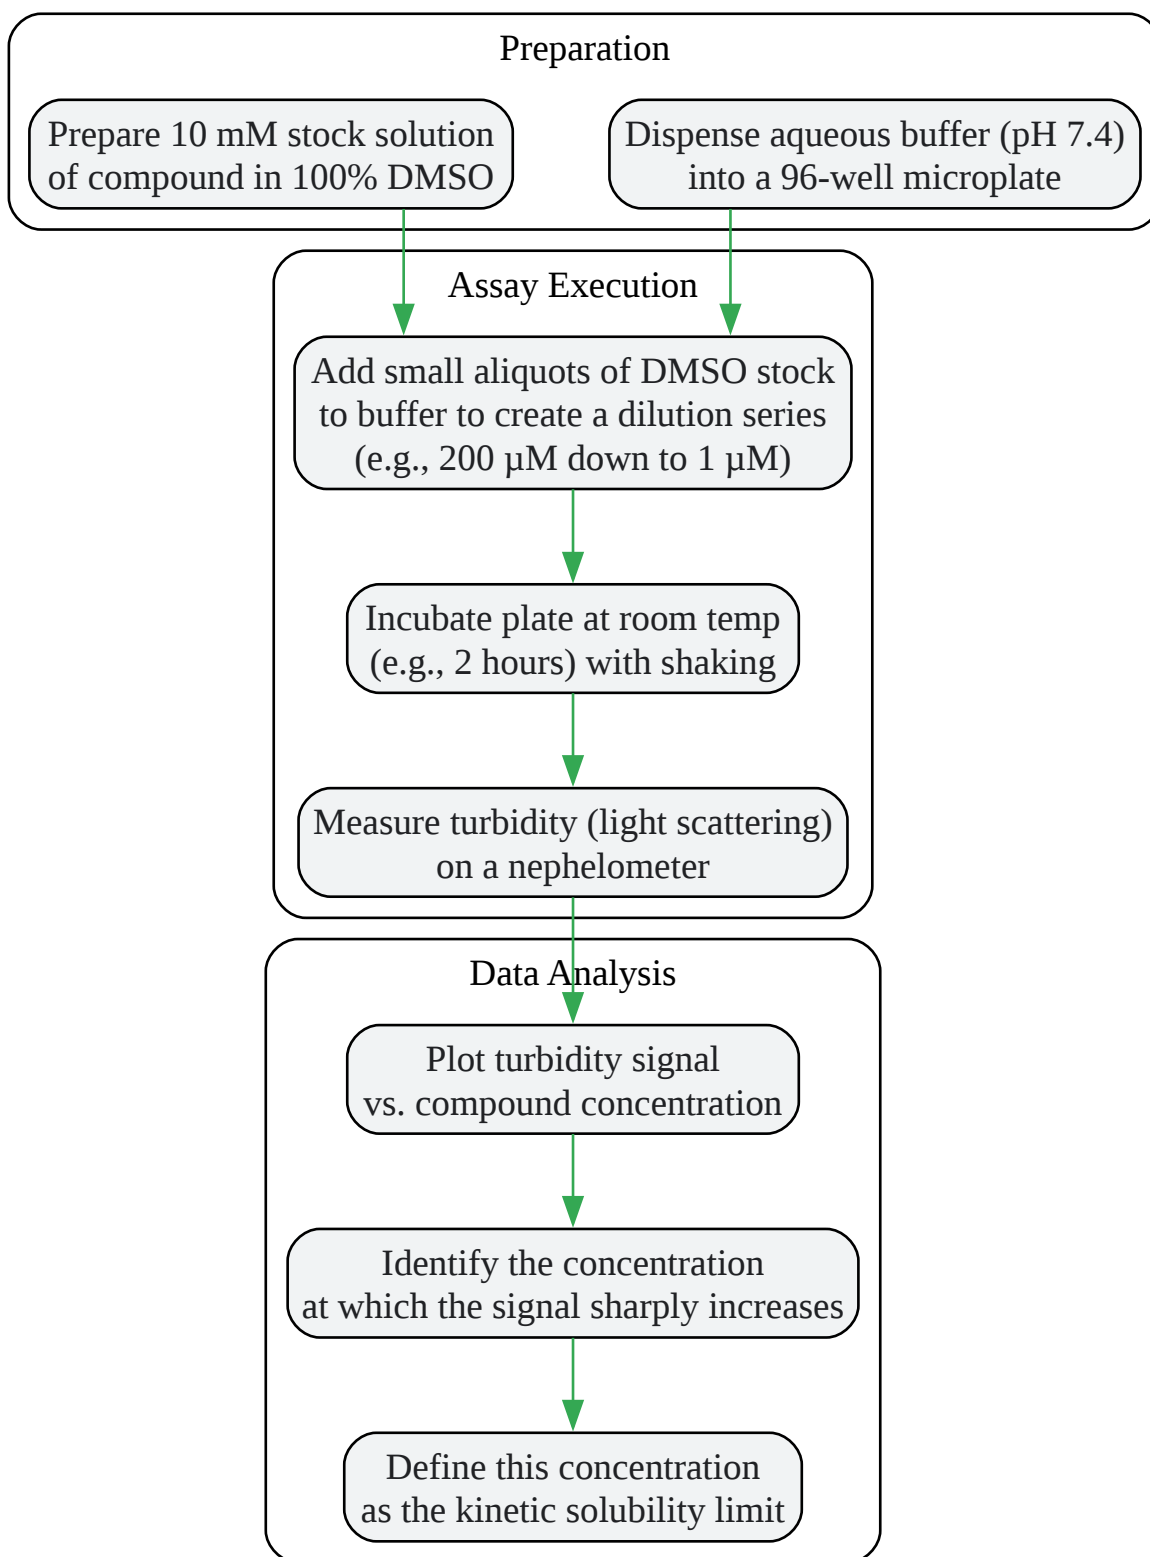 Preparation
Prepare 10 mM stock solution
of compound in 100% DMSO
Dispense aqueous buffer (pH 7.4)
into a 96-well microplate
Assay Execution
Add small aliquots of DMSO stock
to buffer to create a dilution series
(e.g., 200 µM down to 1 µM)
Incubate plate at room temp
(e.g., 2 hours) with shaking
Measure turbidity (light scattering)
on a nephelometer
Data Analysis
Plot turbidity signal
vs. compound concentration
Identify the concentration
at which the signal sharply increases
Define this concentration
as the kinetic solubility limit